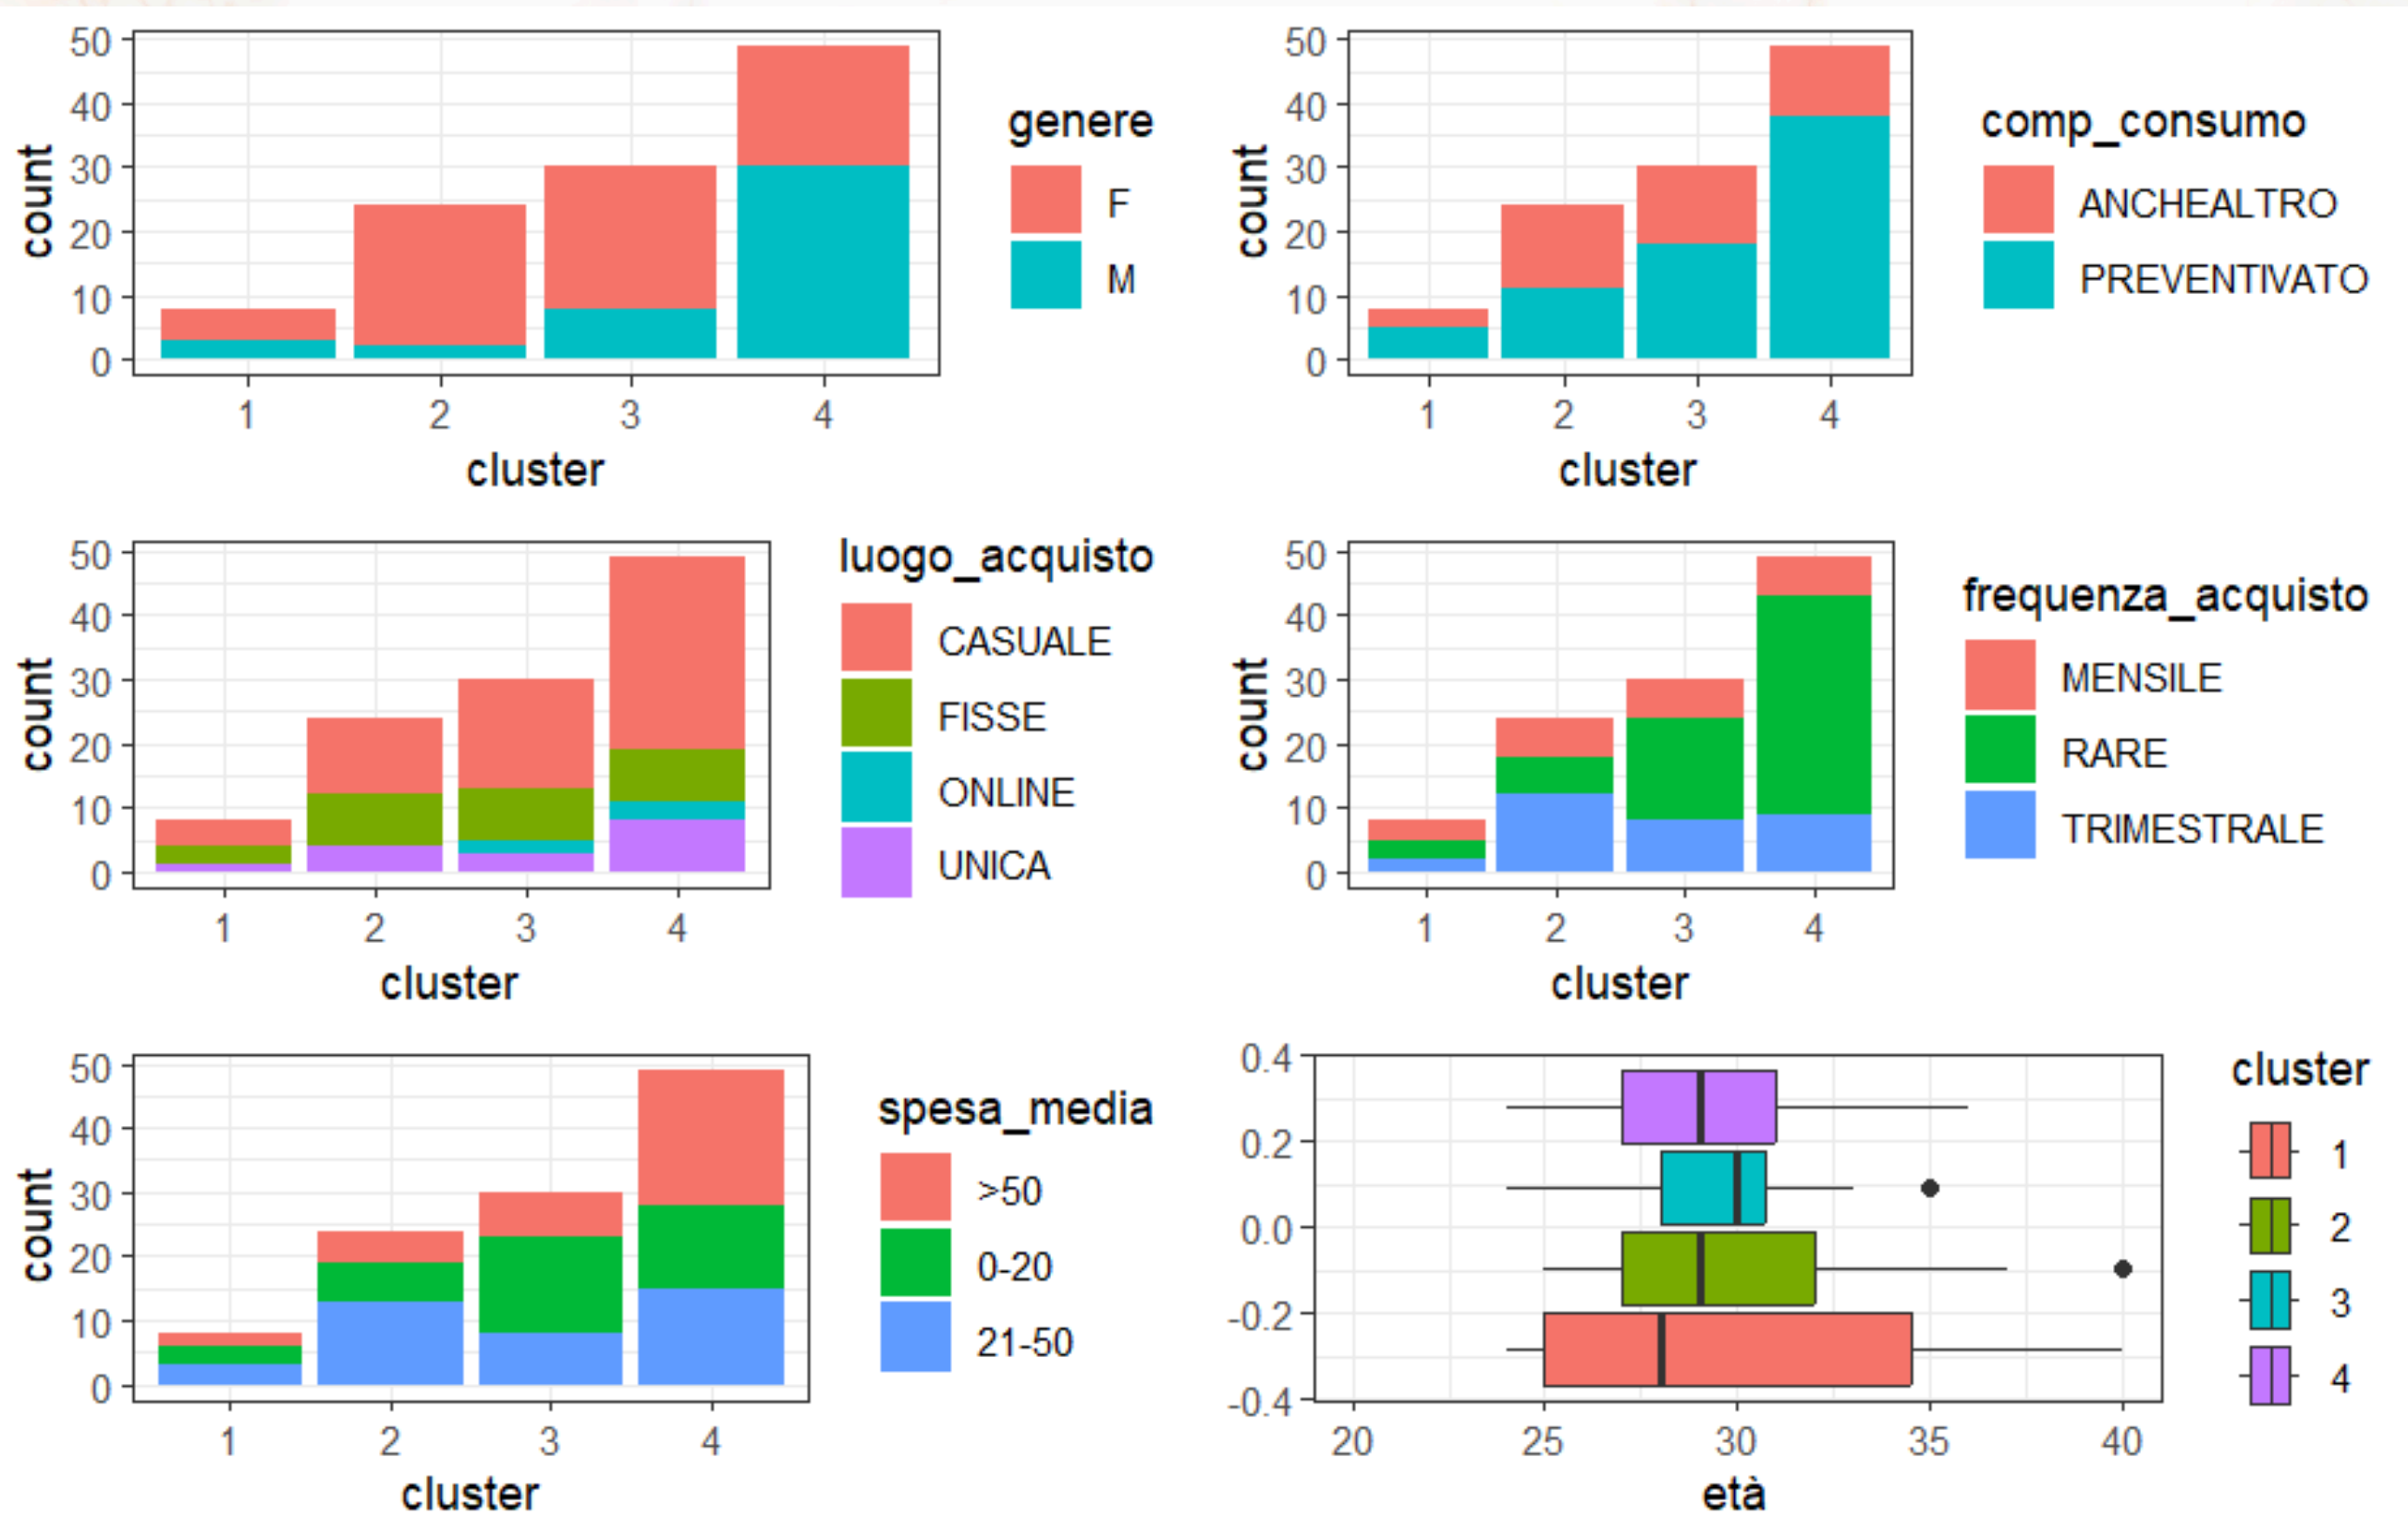 50
40
30
20
10
0
count
1 2 3 4
cluster
genere
F
M
50
40
30
20
10
0
count
1 2 3 4
cluster
comp_consumo
ANCHEALTRO
PREVENTIVATO
50
40
30
20
10
0
count
1 2 3 4
cluster
luogo_acquisto
CASUALE
FISSE
ONLINE
UNICA
50
40
30
20
10
0
count
1 2 3 4
cluster
frequenza_acquisto
MENSILE
RARE
TRIMESTRALE
50
40
30
20
10
0
count
1 2 3 4
cluster
spesa_media
>50
0-20
21-50
0.4
0.2
0.0
-0.2
-0.4
20 25 30 35 40
età
cluster
1
2
3
4